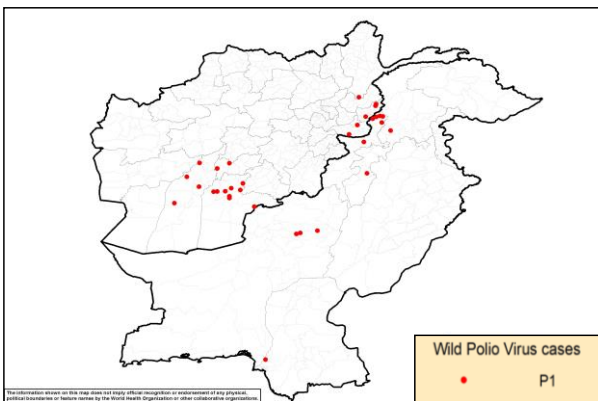 Wild Polio Virus cases
P1
The information shown on this map does not imply official recognition or endorsement of any physical,
political boundaries or feature names by the World Health Organization or other collaborative organizations.